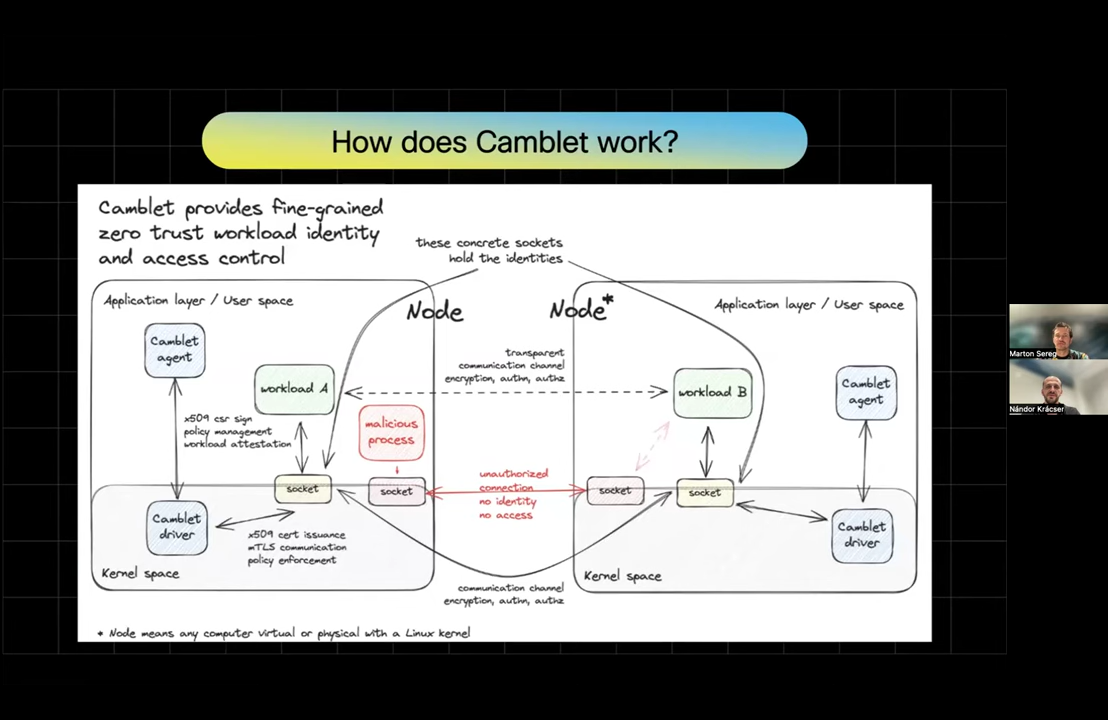 How does Camblet work?
Camblet provides fine-grained
zero trust workload identity
and access control
these concrete sockets
hold the identities
Application layer / User space
Node
Node*
Application layer / User space
Camblet
agent
workload A
transparent
communication channel
encryption, authn, authz
workload B
Camblet
agent
x509 csr sign
policy management
workload attestation
malicious
process
socket
socket
unauthorized
connection
no identity
no access
socket
socket
Camblet
driver
x509 cert issuance
mTLS communication
policy enforcement
Camblet
driver
Kernel space
Kernel space
communication channel
encryption, authn, authz
* Node means any computer virtual or physical with a Linux kernel
Marton Sereg
Nándor Krácser